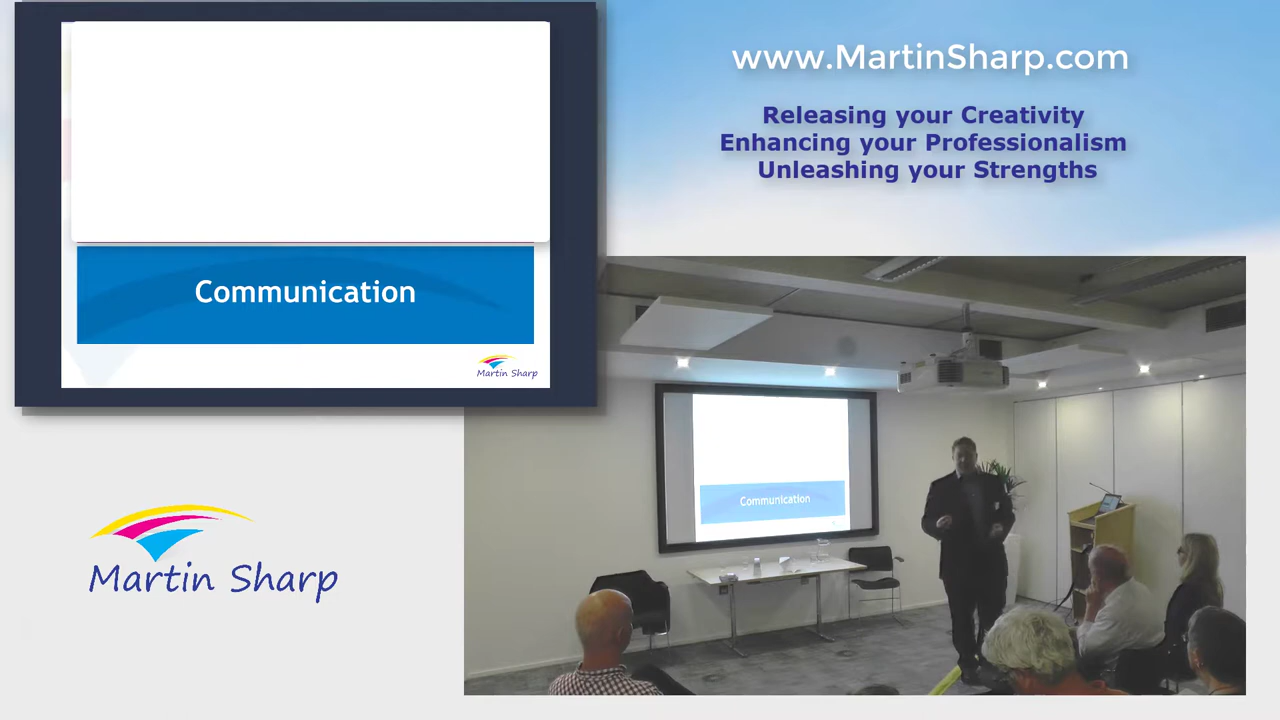 www.MartinSharp.com
Releasing your Creativity
Enhancing your Professionalism
Unleashing your Strengths
Communication
Martin Sharp
Communication
Martin Sharp